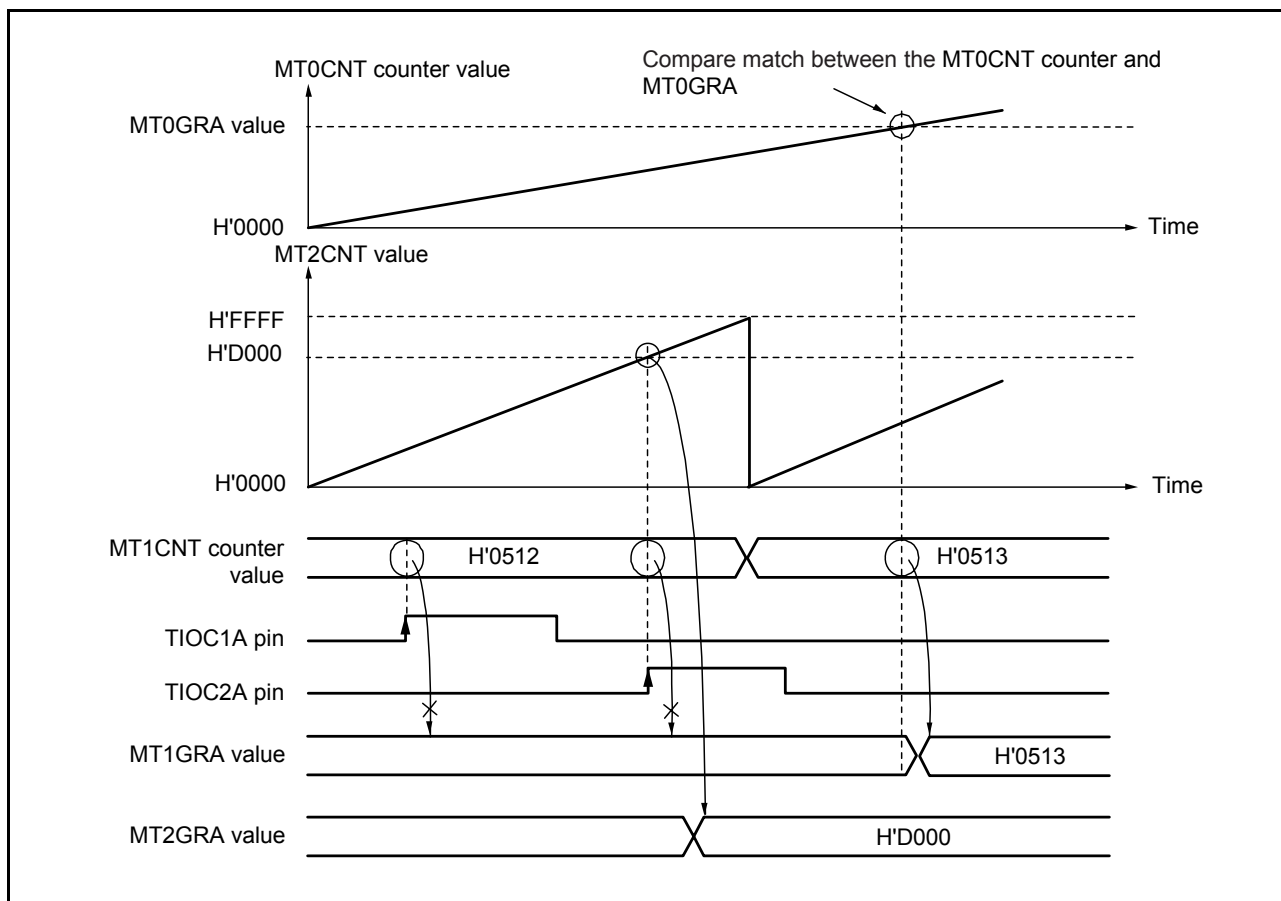 Compare match between the MT0CNT counter and
MT0GRA
MT0CNT counter value
MT0GRA value
H'0000
Time
MT2CNT value
H'FFFF
H'D000
H'0000
Time
MT1CNT counter
value
H'0512
H'0513
TIOC1A pin
TIOC2A pin
MT1GRA value
H'0513
MT2GRA value
H'D000